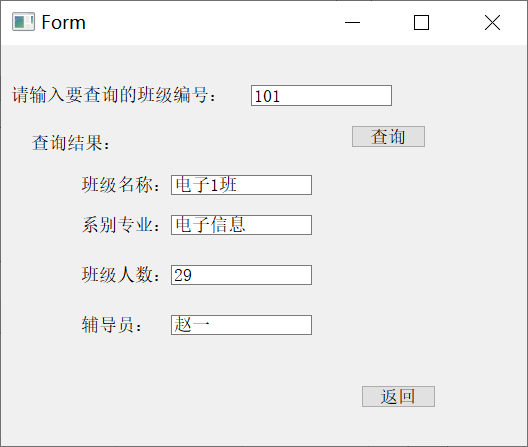 Form
请输入要查询的班级编号： 101
查询
查询结果：
班级名称： 电子1班
系别专业： 电子信息
班级人数： 29
辅导员： 赵一
返回